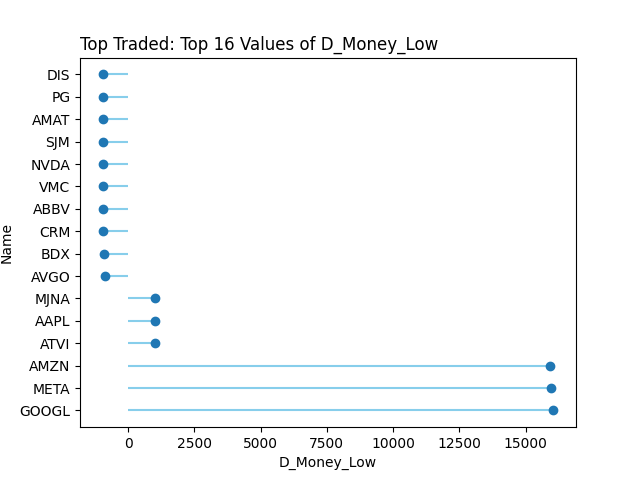 Top Traded: Top 16 Values of D_Money_Low
DIS
PG
AMAT
SJM
NVDA
VMC
ABBV
CRM
BDX
AVGO
MJNA
AAPL
ATVI
AMZN
META
GOOGL
Name
0 2500 5000 7500 10000 12500 15000
D_Money_Low